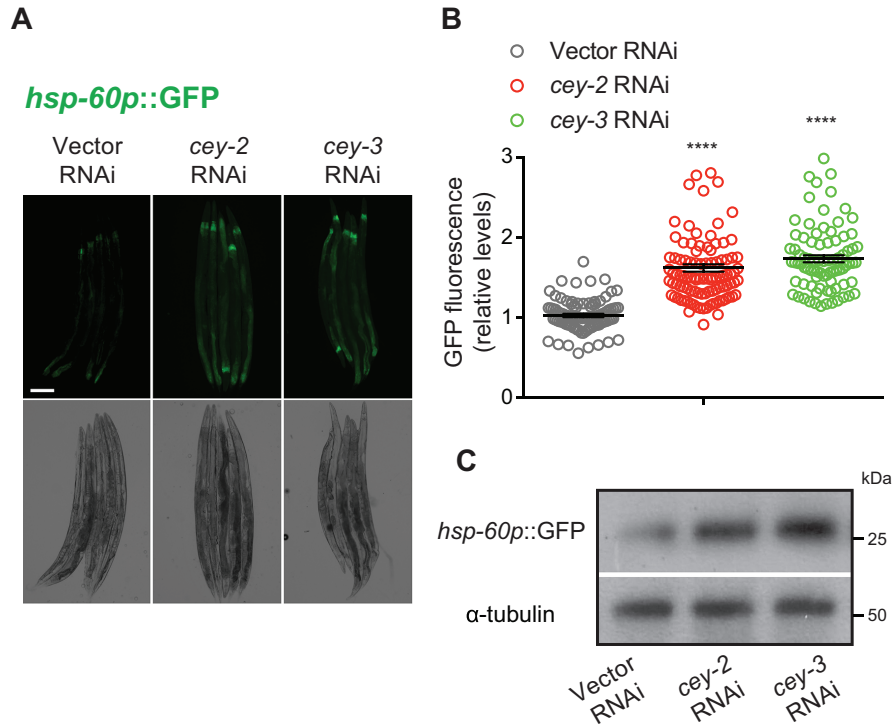 A
hsp-60p::GFP
Vector
RNAi
cey-2
RNAi
cey-3
RNAi
B
Vector RNAi
cey-2 RNAi
cey-3 RNAi
****
****
GFP fluorescence
(relative levels)
3
2
1
0
C
kDa
hsp-60p::GFP
25
α-tubulin
50
Vector
RNAi
cey-2
RNAi
cey-3
RNAi